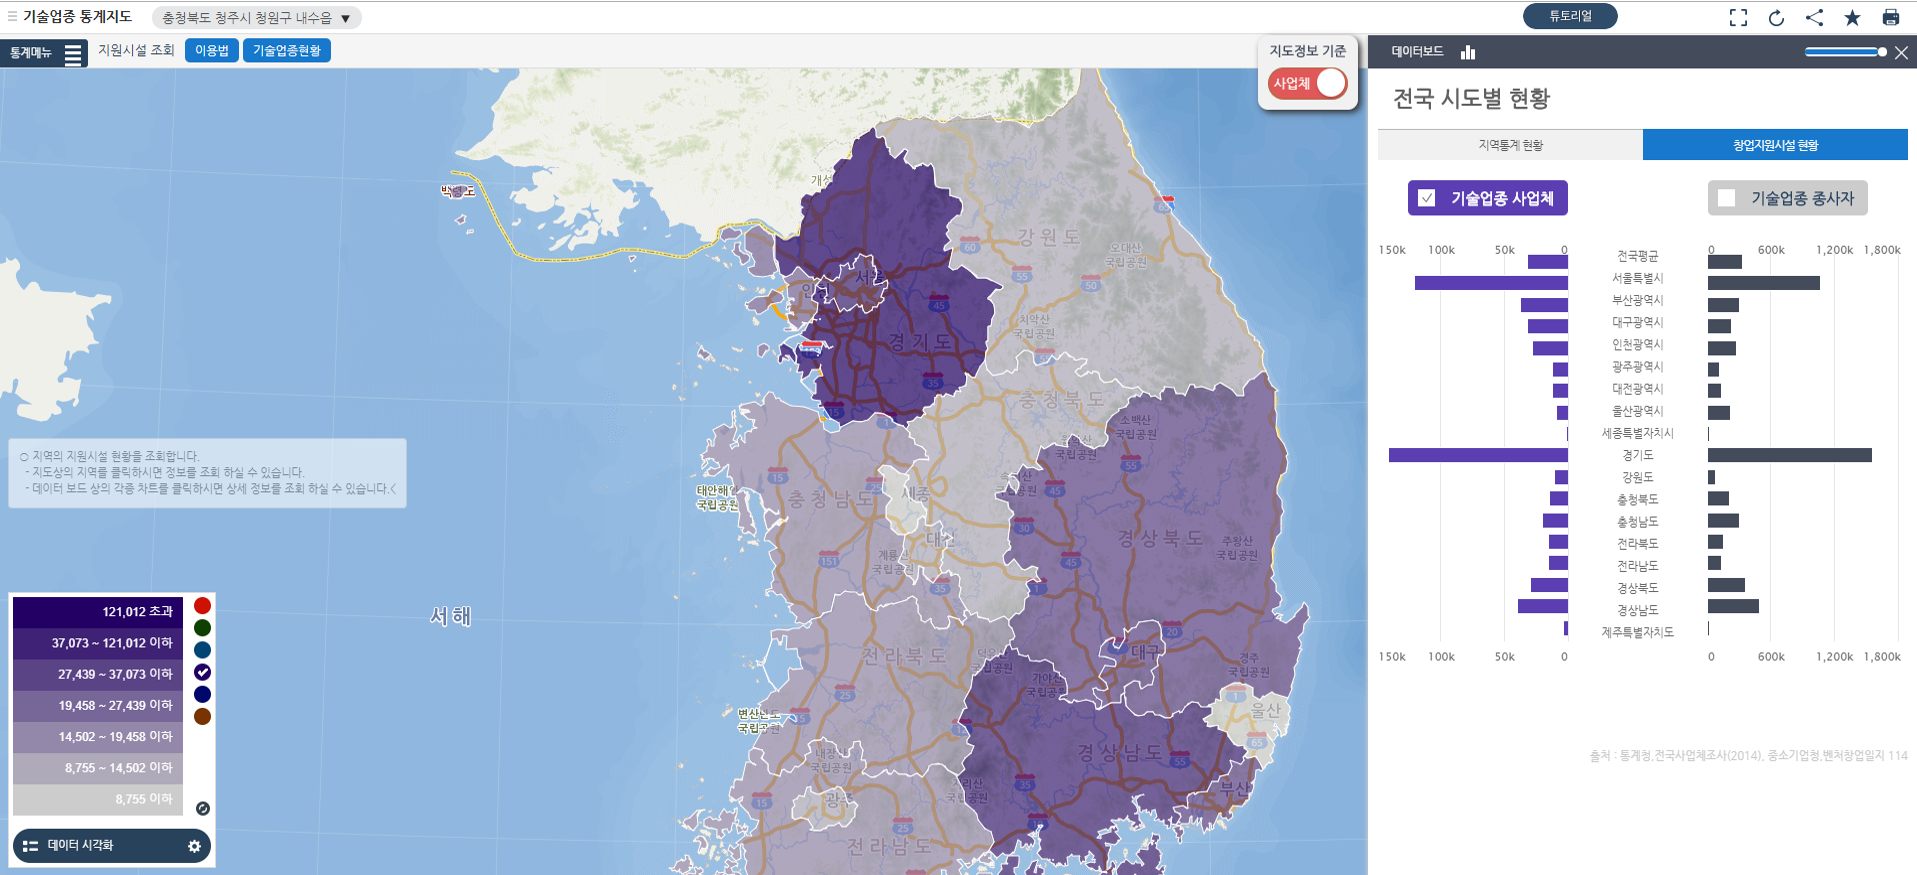 기술업종 통계지도
충청북도 청주시 청원구 내수읍 ▼
튜토리얼
통계메뉴
지원시설 조회
이용법
기술업종현황
지도정보 기준
사업체
데이터보드
전국 시도별 현황
지역통계 현황
창업지원시설 현황
기술업종 사업체
기술업종 종사자
150k 100k 50k 0
0 600k 1,200k 1,800k
전국평균
서울특별시
부산광역시
대구광역시
인천광역시
광주광역시
대전광역시
울산광역시
세종특별자치시
경기도
강원도
충청북도
충청남도
전라북도
전라남도
경상북도
경상남도
제주특별자치도
150k 100k 50k 0
0 600k 1,200k 1,800k
출처 : 통계청,전국사업체조사(2014), 중소기업청,벤처창업일지 114
백령도
개성
강원도
오대산
국립공원
65
60
55
50
서울
인천
45
경기도
치악산
국립공원
35
15
충청북도
소백산
국립공원
55
태안해안
국립공원
15
충청남도
25
세종
45
30
대전
경상북도
주왕산
국립공원
계룡산
국립공원
151
35
45
1
서해
전라북도
20
대구
경주
국립공원
가야산
국립공원
25
변산반도
국립공원
1
울산
65
내장산
국립공원
경상남도
55
35
지리산
국립공원
부산
15
광주
25
전라남도
○ 지역의 지원시설 현황을 조회합니다.
- 지도상의 지역를 클릭하시면 정보를 조회 하실 수 있습니다.
- 데이터 보드 상의 각종 차트를 클릭하시면 상세 정보를 조회 하실 수 있습니다.<
121,012 초과
37,073 ~ 121,012 이하
27,439 ~ 37,073 이하
19,458 ~ 27,439 이하
14,502 ~ 19,458 이하
8,755 ~ 14,502 이하
8,755 이하
데이터 시각화